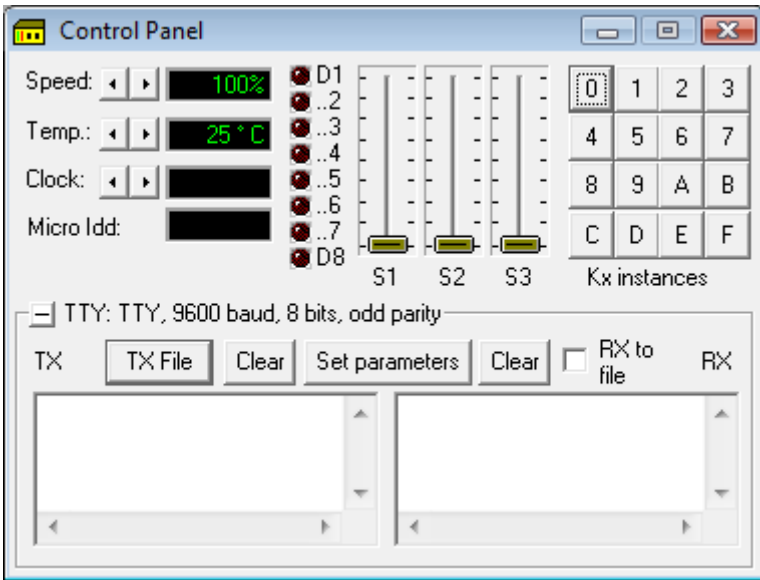 Control Panel
Speed: 100%
Temp.: 25 ° C
Clock:
Micro Idd:
D1
..2
..3
..4
..5
..6
..7
D8
S1 S2 S3
0 1 2 3
4 5 6 7
8 9 A B
C D E F
Kx instances
TTY: TTY, 9600 baud, 8 bits, odd parity
TX TX File Clear Set parameters Clear RX to file RX